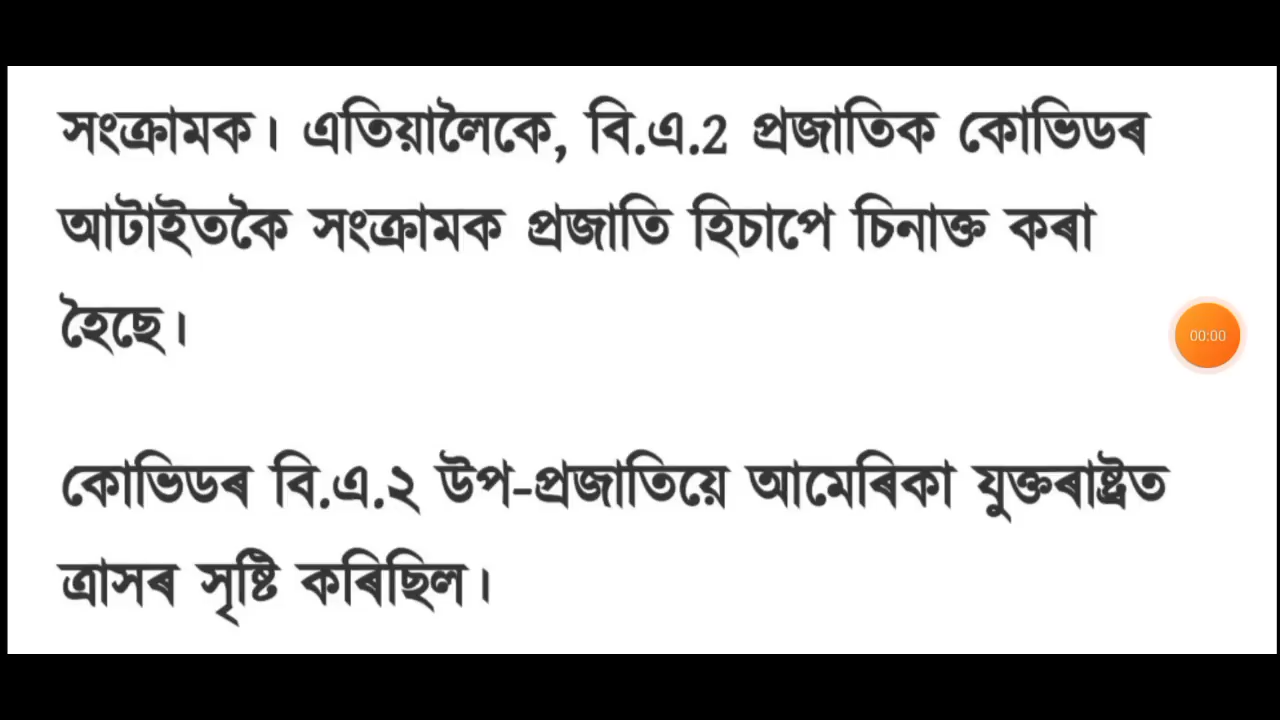 সংক্ৰামক। এতিয়ালৈকে, বি.এ.2 প্ৰজাতিক কোভিডৰ
আটাইতকৈ সংক্ৰামক প্ৰজাতি হিচাপে চিনাক্ত কৰা
হৈছে।
00:00
কোভিডৰ বি.এ.২ উপ-প্ৰজাতিয়ে আমেৰিকা যুক্তৰাষ্ট্ৰত
ত্ৰাসৰ সৃষ্টি কৰিছিল।